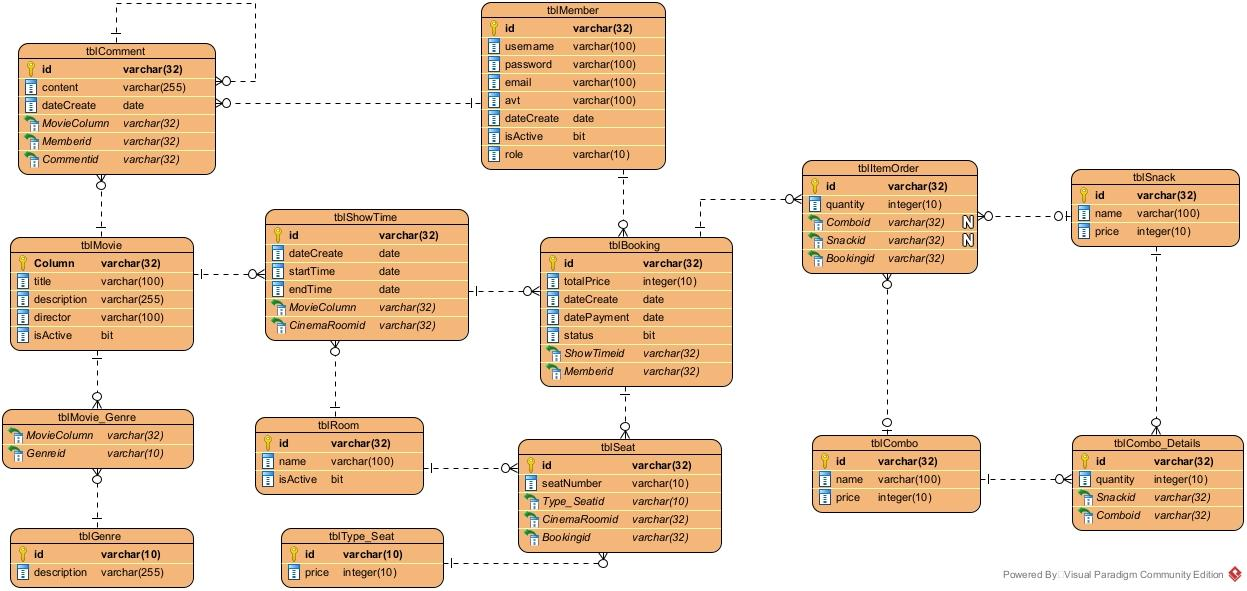 tblComment
id varchar(32)
content varchar(255)
dateCreate date
MovieColumn varchar(32)
Memberid varchar(32)
Commentid varchar(32)
tblMember
id varchar(32)
username varchar(100)
password varchar(100)
email varchar(100)
avt varchar(100)
dateCreate date
isActive bit
role varchar(10)
tblItemOrder
id varchar(32)
quantity integer(10)
Comboid varchar(32) N
Snackid varchar(32) N
Bookingid varchar(32)
tblSnack
id varchar(32)
name varchar(100)
price integer(10)
tblMovie
Column varchar(32)
title varchar(100)
description varchar(255)
director varchar(100)
isActive bit
tblShowTime
id varchar(32)
dateCreate date
startTime date
endTime date
MovieColumn varchar(32)
CinemaRoomid varchar(32)
tblBooking
id varchar(32)
totalPrice integer(10)
dateCreate date
datePayment date
status bit
ShowTimeid varchar(32)
Memberid varchar(32)
tblMovie_Genre
MovieColumn varchar(32)
Genreid varchar(10)
tblRoom
id varchar(32)
name varchar(100)
isActive bit
tblSeat
id varchar(32)
seatNumber varchar(10)
Type_Seatid varchar(10)
CinemaRoomid varchar(32)
Bookingid varchar(32)
tblCombo
id varchar(32)
name varchar(100)
price integer(10)
tblCombo_Details
id varchar(32)
quantity integer(10)
Snackid varchar(32)
Comboid varchar(32)
tblGenre
id varchar(10)
description varchar(255)
tblType_Seat
id varchar(10)
price integer(10)
Powered By Visual Paradigm Community Edition